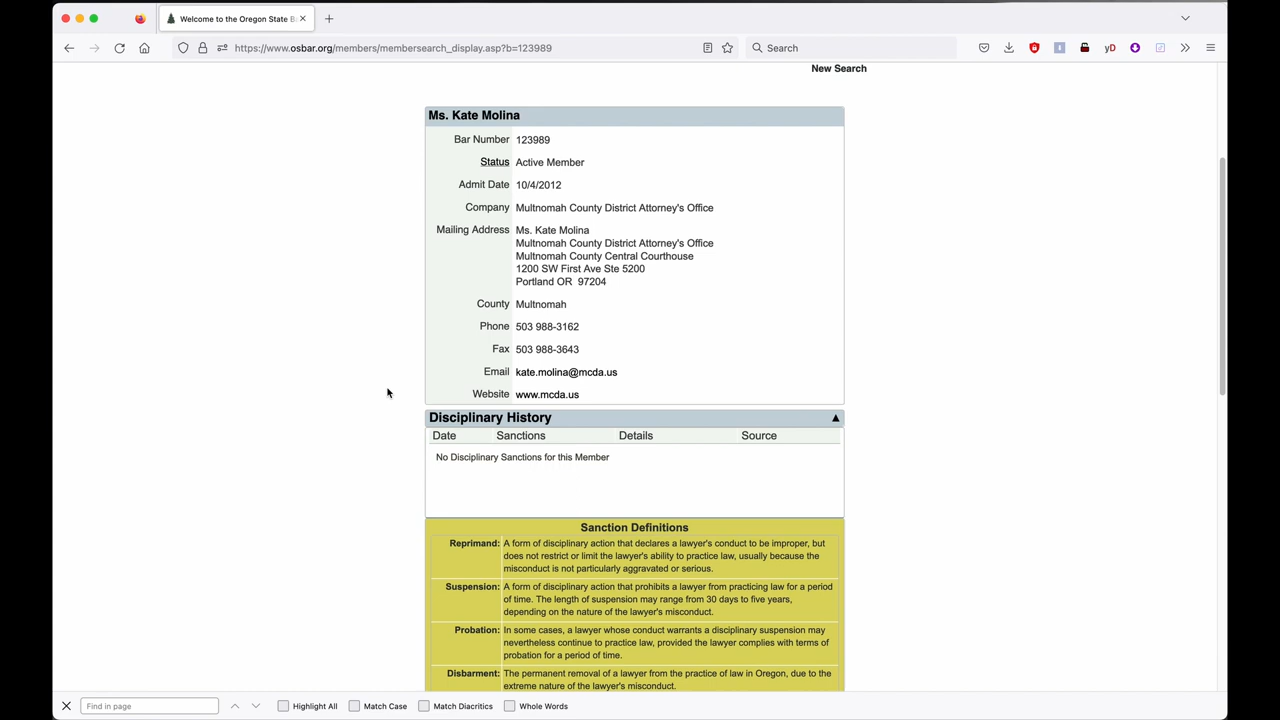 Welcome to the Oregon State B
https://www.osbar.org/members/membersearch_display.asp?b=123989
Search
yD
New Search
Ms. Kate Molina
Bar Number 123989
Status Active Member
Admit Date 10/4/2012
Company Multnomah County District Attorney's Office
Mailing Address Ms. Kate Molina
Multnomah County District Attorney's Office
Multnomah County Central Courthouse
1200 SW First Ave Ste 5200
Portland OR 97204
County Multnomah
Phone 503 988-3162
Fax 503 988-3643
Email kate.molina@mcda.us
Website www.mcda.us
Disciplinary History
Date Sanctions Details Source
No Disciplinary Sanctions for this Member
Sanction Definitions
Reprimand: A form of disciplinary action that declares a lawyer's conduct to be improper, but
does not restrict or limit the lawyer's ability to practice law, usually because the
misconduct is not particularly aggravated or serious.
Suspension: A form of disciplinary action that prohibits a lawyer from practicing law for a period
of time. The length of suspension may range from 30 days to five years,
depending on the nature of the lawyer's misconduct.
Probation: In some cases, a lawyer whose conduct warrants a disciplinary suspension may
nevertheless continue to practice law, provided the lawyer complies with terms of
probation for a period of time.
Disbarment: The permanent removal of a lawyer from the practice of law in Oregon, due to the
extreme nature of the lawyer's misconduct.
Find in page Highlight All Match Case Match Diacritics Whole Words